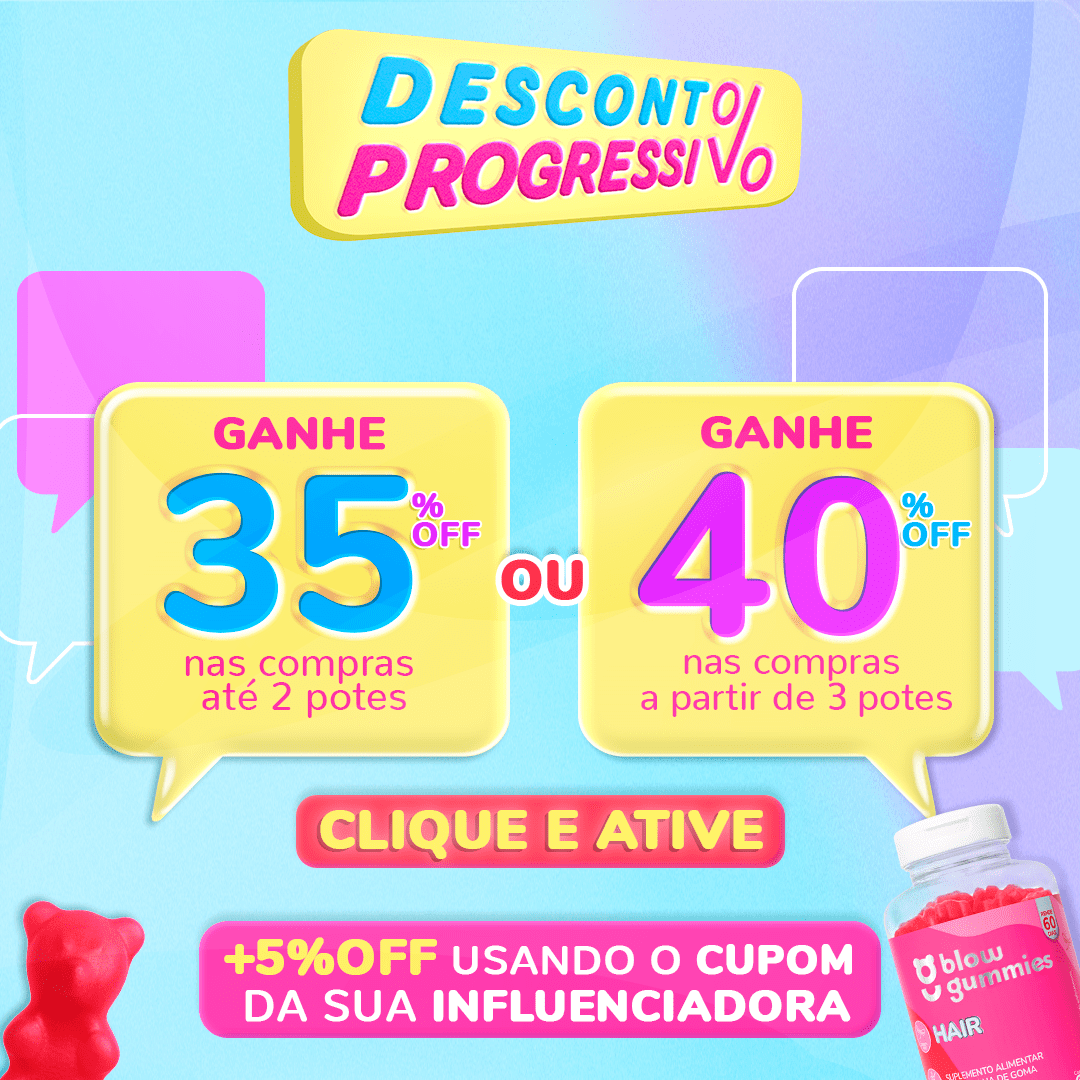 DESCONTO
PROGRESSIVO
GANHE
35
%
OFF
nas compras
até 2 potes
OU
GANHE
40
%
OFF
nas compras
a partir de 3 potes
CLIQUE E ATIVE
+5%OFF USANDO O CUPOM
DA SUA INFLUENCIADORA
60
blow
gummies
HAIR
SUPLEMENTO ALIMENTAR
DE GOMA